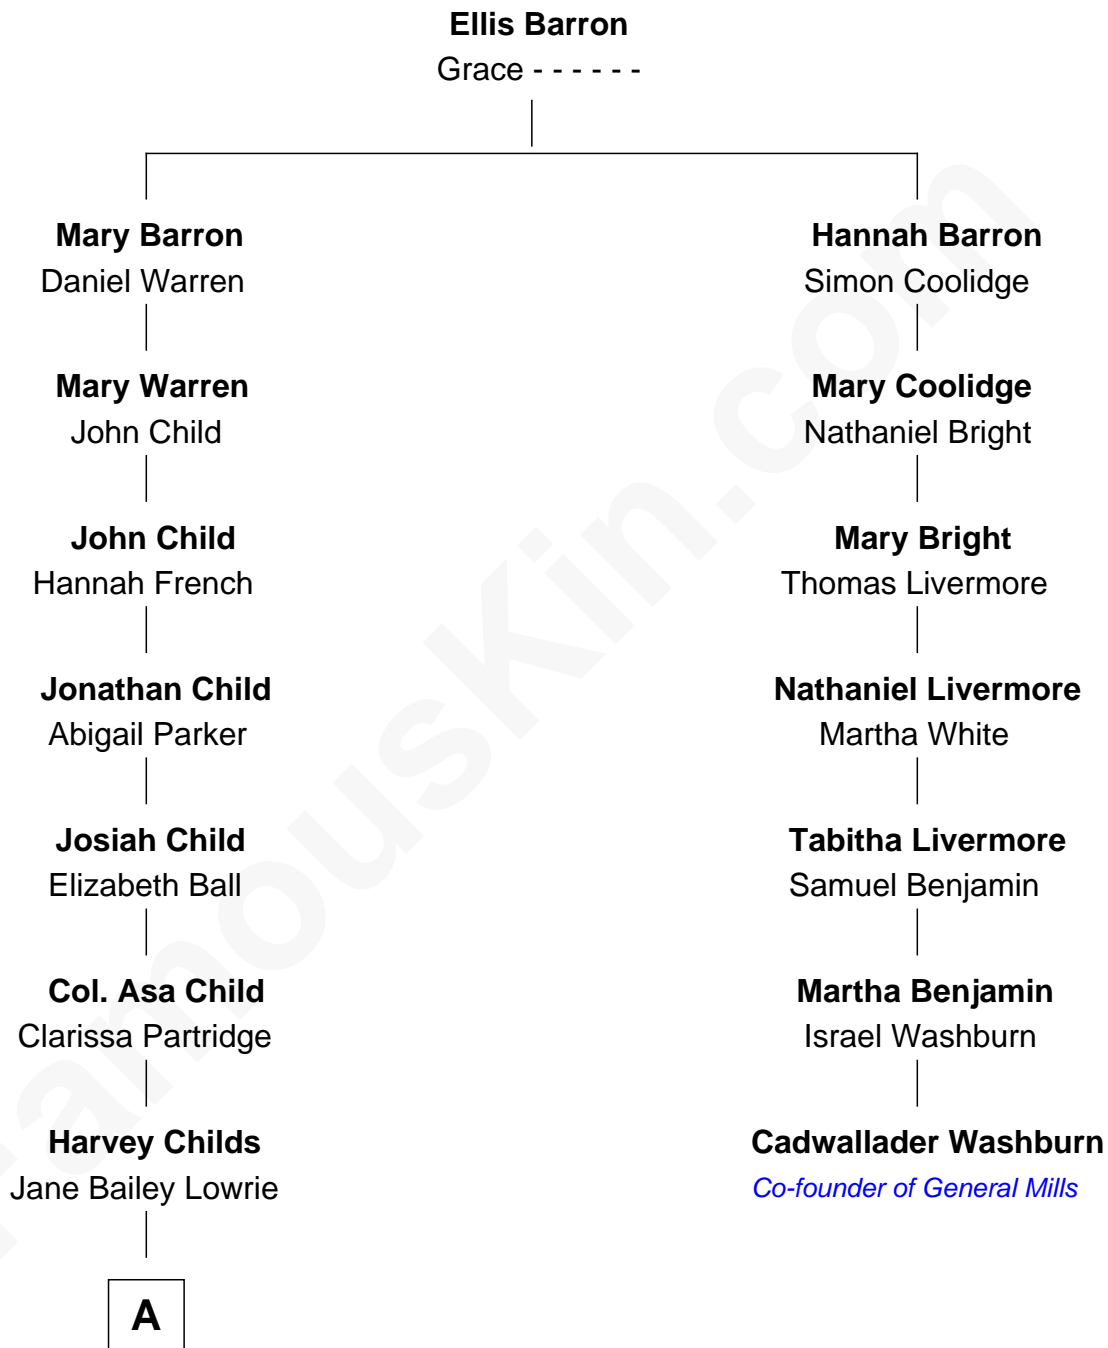 Ellis Barron
Grace - - - - - -
Mary Barron
Daniel Warren
Mary Warren
John Child
John Child
Hannah French
Jonathan Child
Abigail Parker
Josiah Child
Elizabeth Ball
Col. Asa Child
Clarissa Partridge
Harvey Childs
Jane Bailey Lowrie
A
Hannah Barron
Simon Coolidge
Mary Coolidge
Nathaniel Bright
Mary Bright
Thomas Livermore
Nathaniel Livermore
Martha White
Tabitha Livermore
Samuel Benjamin
Martha Benjamin
Israel Washburn
Cadwallader Washburn
Co-founder of General Mills
FamousKin.com